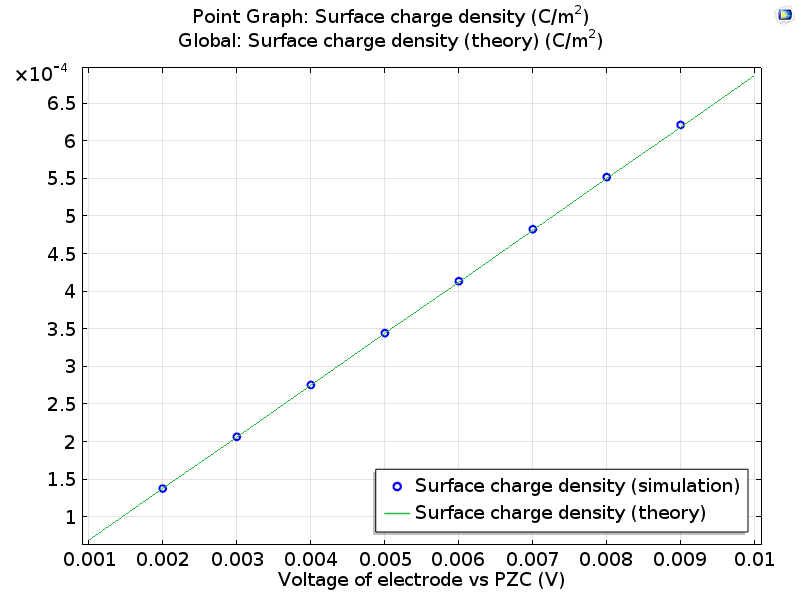 Point Graph: Surface charge density (C/m²)
Global: Surface charge density (theory) (C/m²)
×10⁻⁴
6.5
6
5.5
5
4.5
4
3.5
3
2.5
2
1.5
1
Surface charge density (simulation)
Surface charge density (theory)
0.001 0.002 0.003 0.004 0.005 0.006 0.007 0.008 0.009 0.01
Voltage of electrode vs PZC (V)